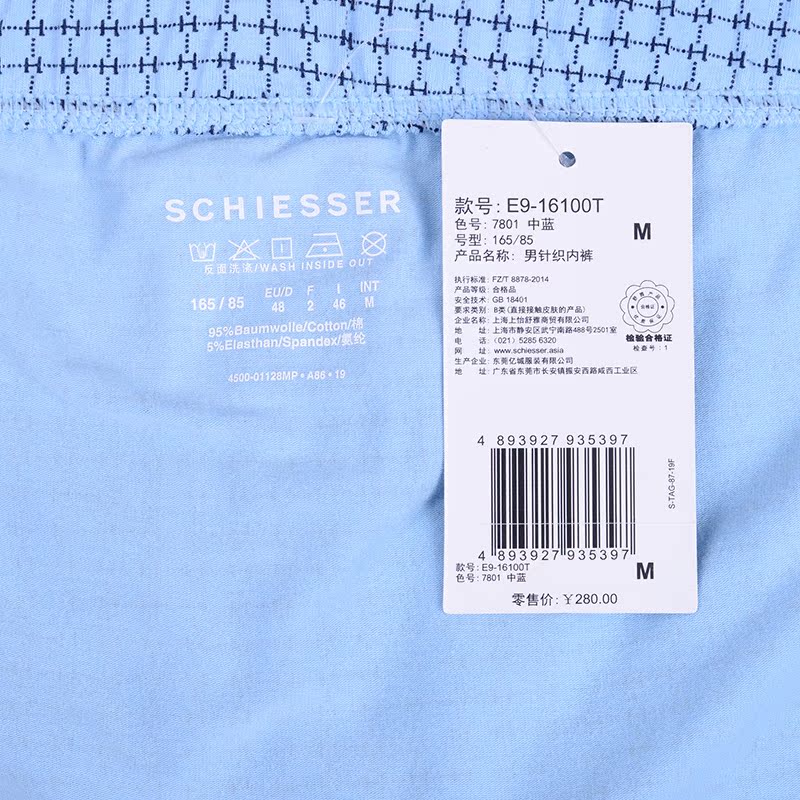 SCHIESSER
反面洗涤/WASH INSIDE OUT
165/85 EU/D 48 F 2 I 46 INT M
95%Baumwolle/Cotton/棉
5%Elasthan/Spandex/氨纶
4500-01128MP·A86·19
款号: E9-16100T
色号: 7801 中蓝
号型: 165/85
产品名称: 男针织内裤
M
执行标准: FZ/T 8878-2014
产品等级: 合格品
安全技术: GB 18401
要求类别: B类(直接接触皮肤的产品)
企业名称: 上海上怡舒雅商贸有限公司
地 址: 上海市静安区武宁南路488号2501室
电 话: (021) 5285 6320
网 址: www.schiesser.asia
生产企业: 东莞亿城服装有限公司
地 址: 广东省东莞市长安镇振安西路咸西工业区
合格证
检验合格证
检查号: 1
4 893927 935397
4 893927 935397
S-TAG-87-19F
款号: E9-16100T
色号: 7801 中蓝
M
零售价: ¥ 280.00